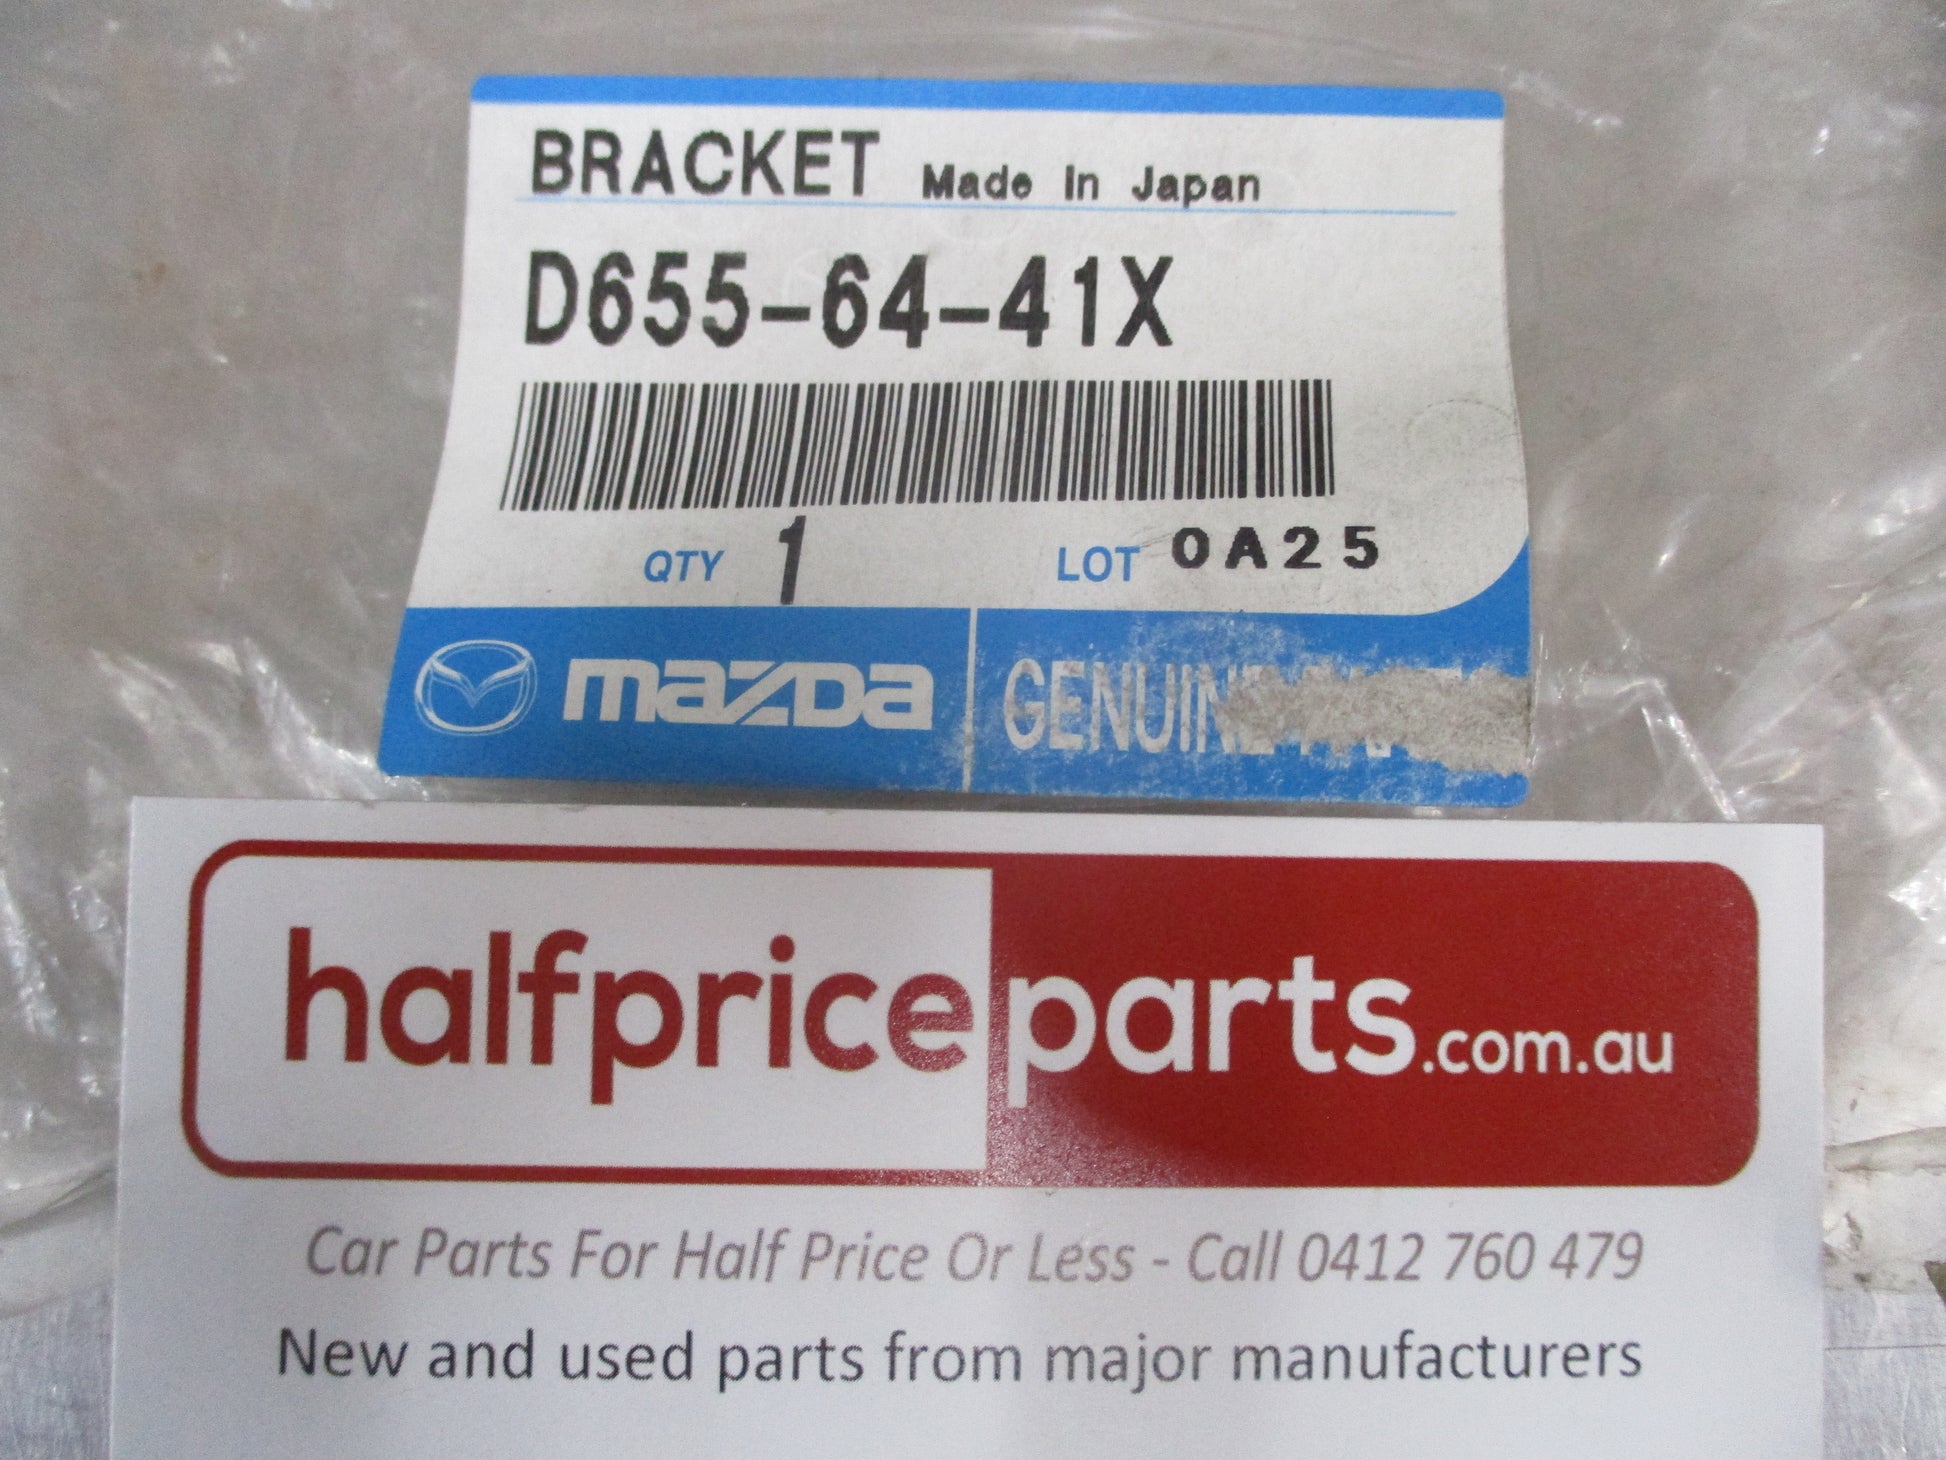 BRACKET Made In Japan
D655-64-41X
QTY 1 LOT 0A25
mazDa GENUINE
halfpriceparts.com.au
Car Parts For Half Price Or Less - Call 0412 760 479
New and used parts from major manufacturers